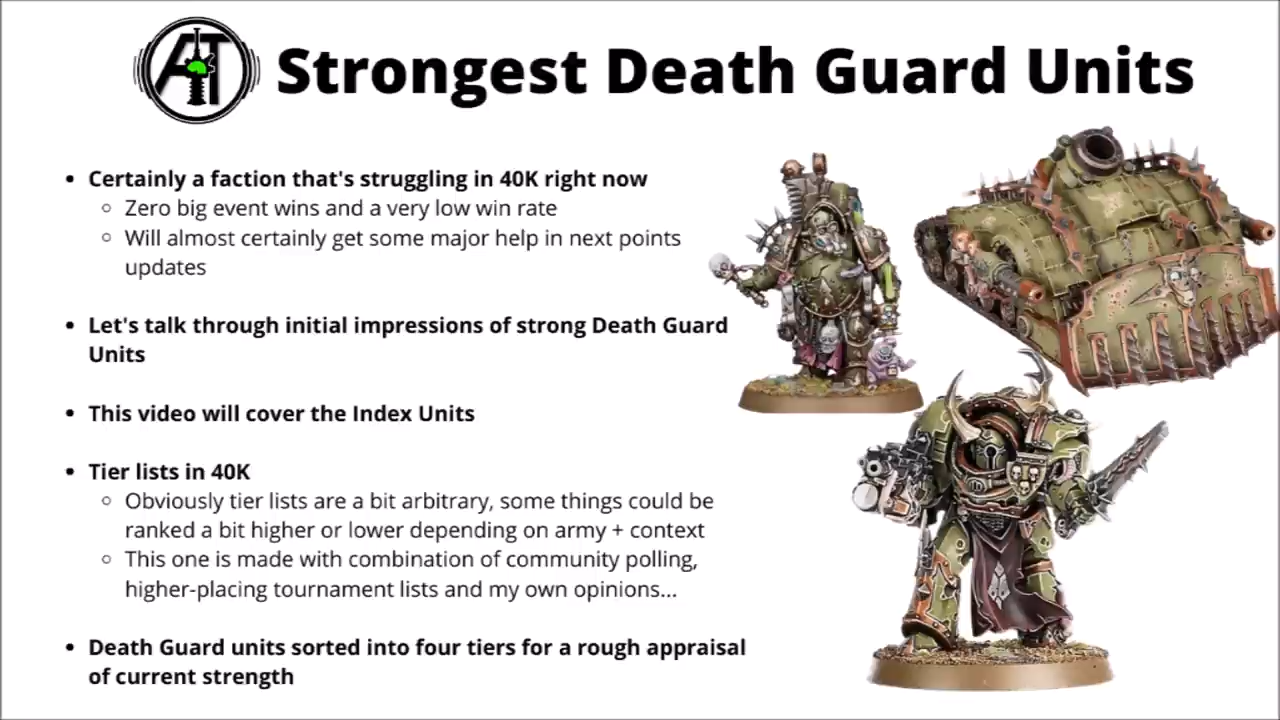 AT
Strongest Death Guard Units
• Certainly a faction that's struggling in 40K right now
○ Zero big event wins and a very low win rate
○ Will almost certainly get some major help in next points
updates
• Let's talk through initial impressions of strong Death Guard
Units
• This video will cover the Index Units
• Tier lists in 40K
○ Obviously tier lists are a bit arbitrary, some things could be
ranked a bit higher or lower depending on army + context
○ This one is made with combination of community polling,
higher-placing tournament lists and my own opinions...
• Death Guard units sorted into four tiers for a rough appraisal
of current strength